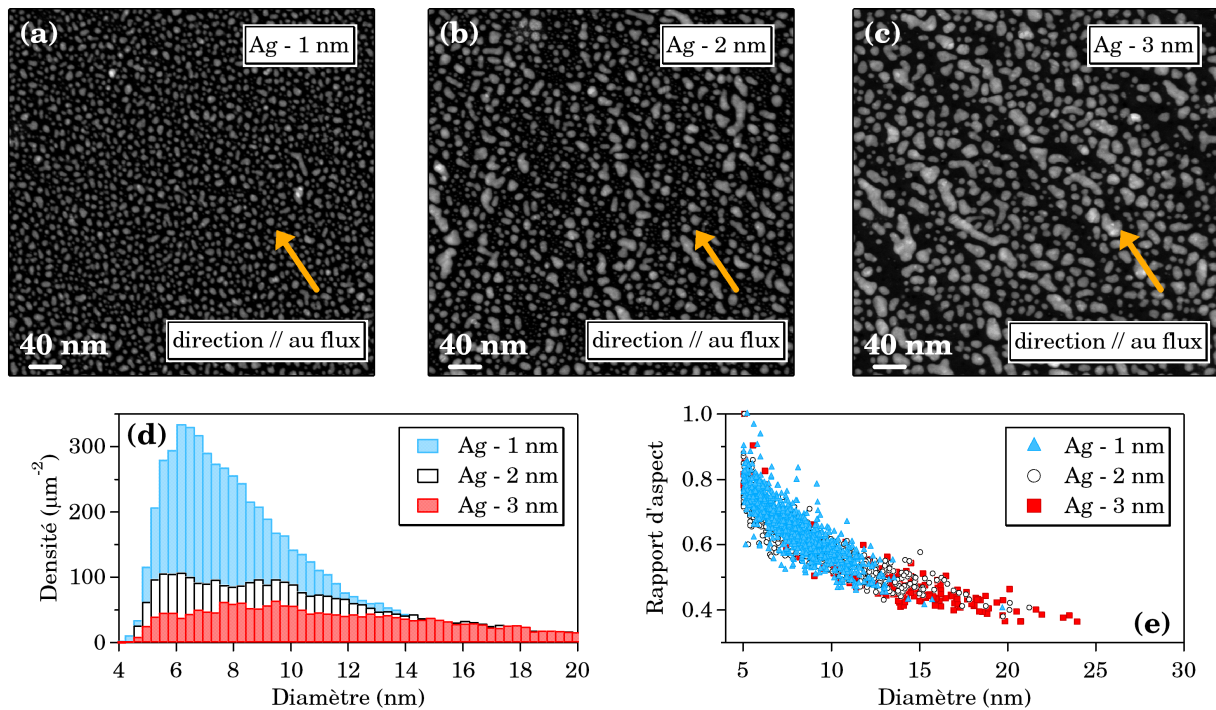 (a)
Ag - 1 nm
40 nm
direction // au flux
(b)
Ag - 2 nm
40 nm
direction // au flux
(c)
Ag - 3 nm
40 nm
direction // au flux
(d)
Densité (µm⁻²)
300
200
100
0
4 6 8 10 12 14 16 18 20
Diamètre (nm)
Ag - 1 nm
Ag - 2 nm
Ag - 3 nm
(e)
Rapport d'aspect
1.0
0.8
0.6
0.4
5 10 15 20 25 30
Diamètre (nm)
Ag - 1 nm
Ag - 2 nm
Ag - 3 nm